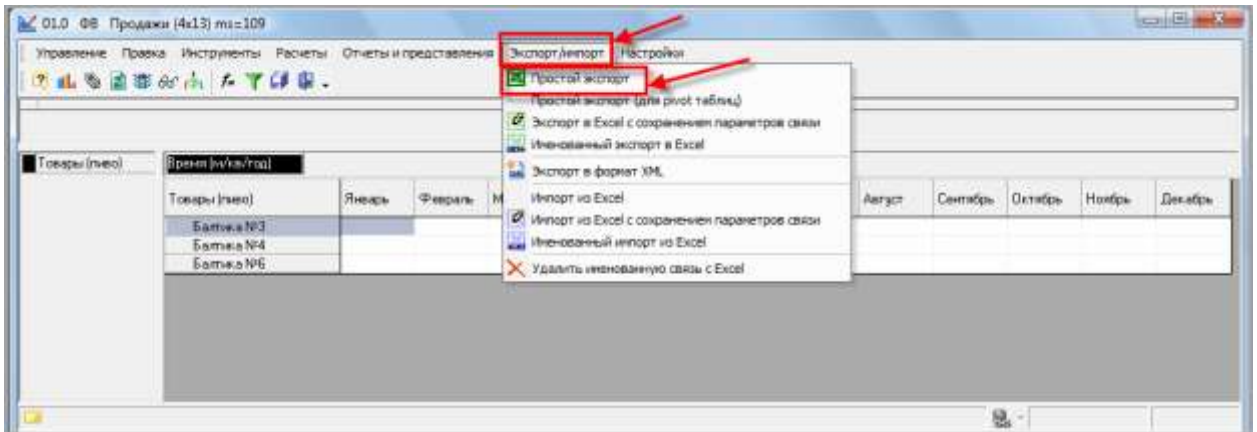 01.0 ФВ Продажи (4x13) ms=109
Управление Правка Инструменты Расчеты Отчеты и представления Экспорт/импорт Настройки
Простой экспорт
Простой экспорт (для pivot таблиц)
Экспорт в Excel с сохранением параметров связи
Именованный экспорт в Excel
Экспорт в формат XML
Импорт из Excel
Импорт из Excel с сохранением параметров связи
Именованный импорт из Excel
Удалить именованную связь с Excel
Товары (пиво) Время (м/кв/год)
Товары (пиво) Январь Февраль М Август Сентябрь Октябрь Ноябрь Декабрь
Балтика №3
Балтика №4
Балтика №6